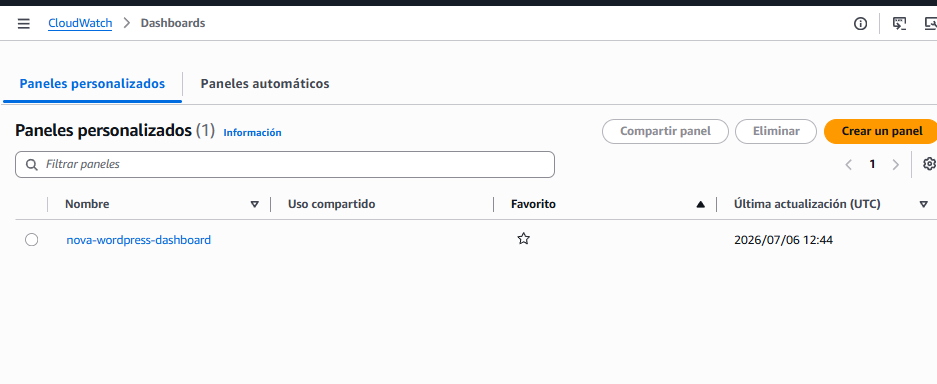 CloudWatch > Dashboards
Paneles personalizados Paneles automáticos
Paneles personalizados (1) Información Compartir panel Eliminar Crear un panel
Filtrar paneles 1
Nombre Uso compartido Favorito Última actualización (UTC)
nova-wordpress-dashboard 2026/07/06 12:44